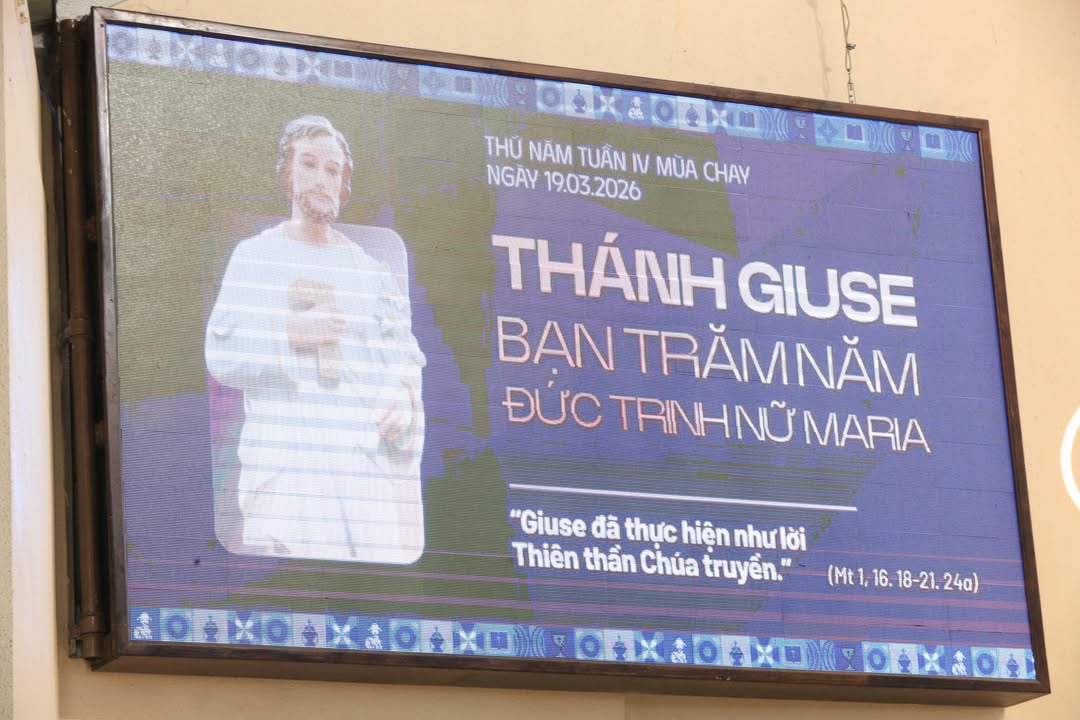 THỨ NĂM TUẦN IV MÙA CHAY
NGÀY 19.03.2026
THÁNH GIUSE
BẠN TRĂM NĂM
ĐỨC TRINH NỮ MARIA
“Giuse đã thực hiện như lời
Thiên thần Chúa truyền.”
(Mt 1, 16. 18-21. 24a)